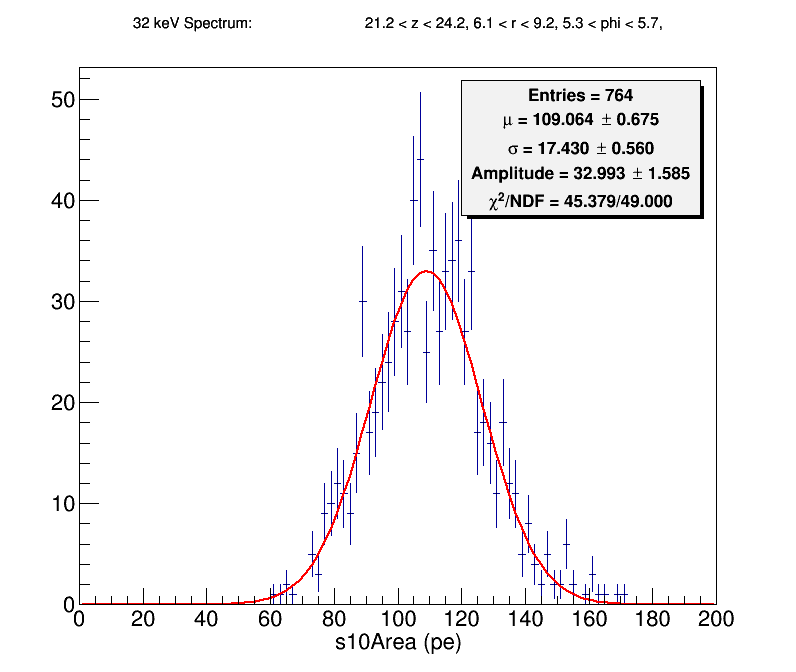 32 keV Spectrum: 21.2 < z < 24.2, 6.1 < r < 9.2, 5.3 < phi < 5.7,
Entries = 764
μ = 109.064 ± 0.675
σ = 17.430 ± 0.560
Amplitude = 32.993 ± 1.585
χ²/NDF = 45.379/49.000
50
40
30
20
10
0
0 20 40 60 80 100 120 140 160 180 200
s10Area (pe)